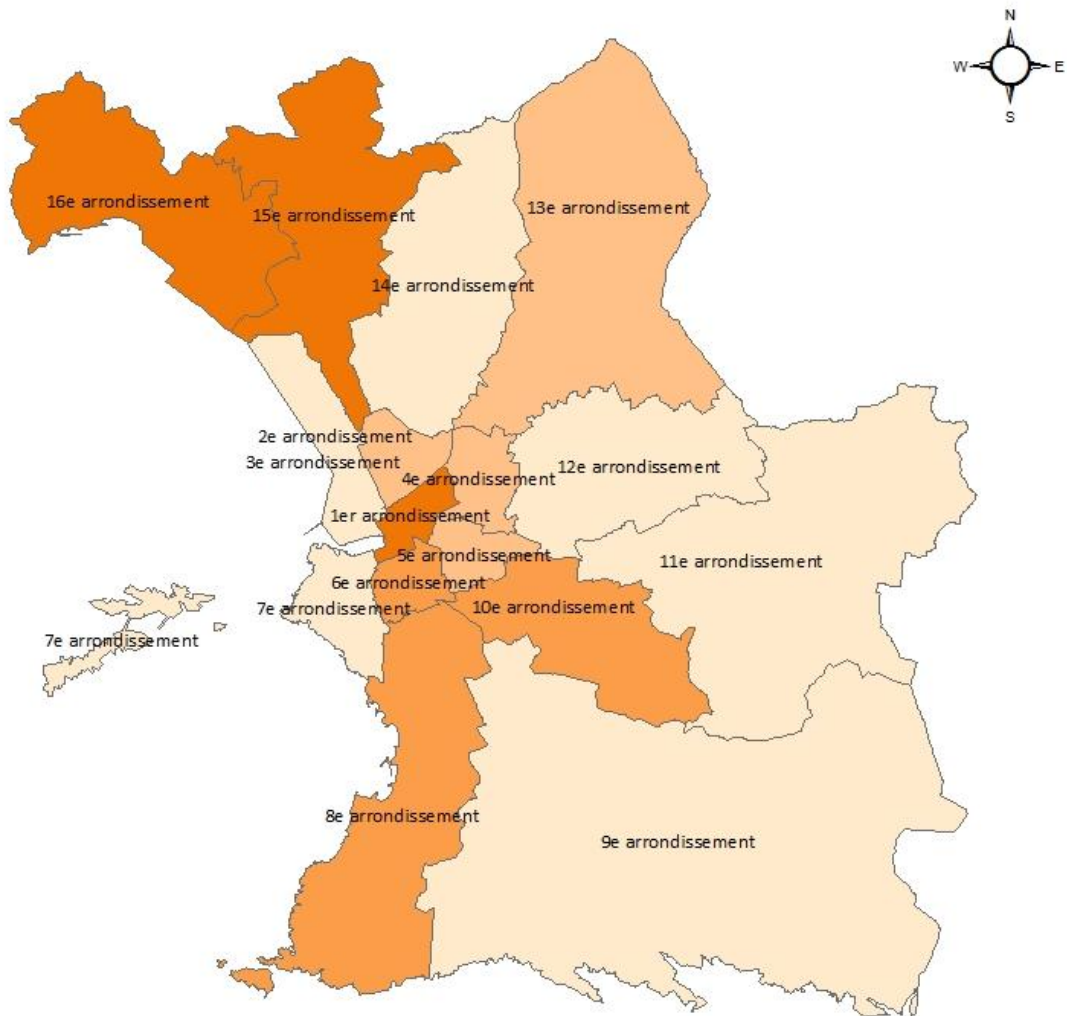 N
W E
S
16e arrondissement
15e arrondissement
13e arrondissement
14e arrondissement
2e arrondissement
3e arrondissement
12e arrondissement
4e arrondissement
1er arrondissement
5e arrondissement
11e arrondissement
6e arrondissement
7e arrondissement
10e arrondissement
7e arrondissement
8e arrondissement
9e arrondissement